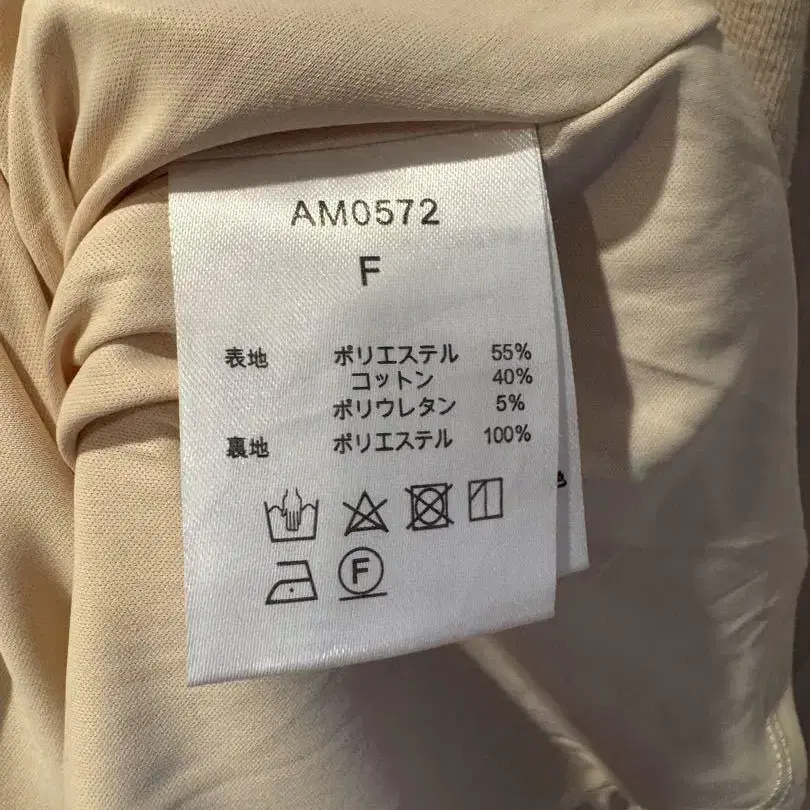 AM0572
F
表地 ポリエステル 55%
コットン 40%
ポリウレタン 5%
裏地 ポリエステル 100%
F